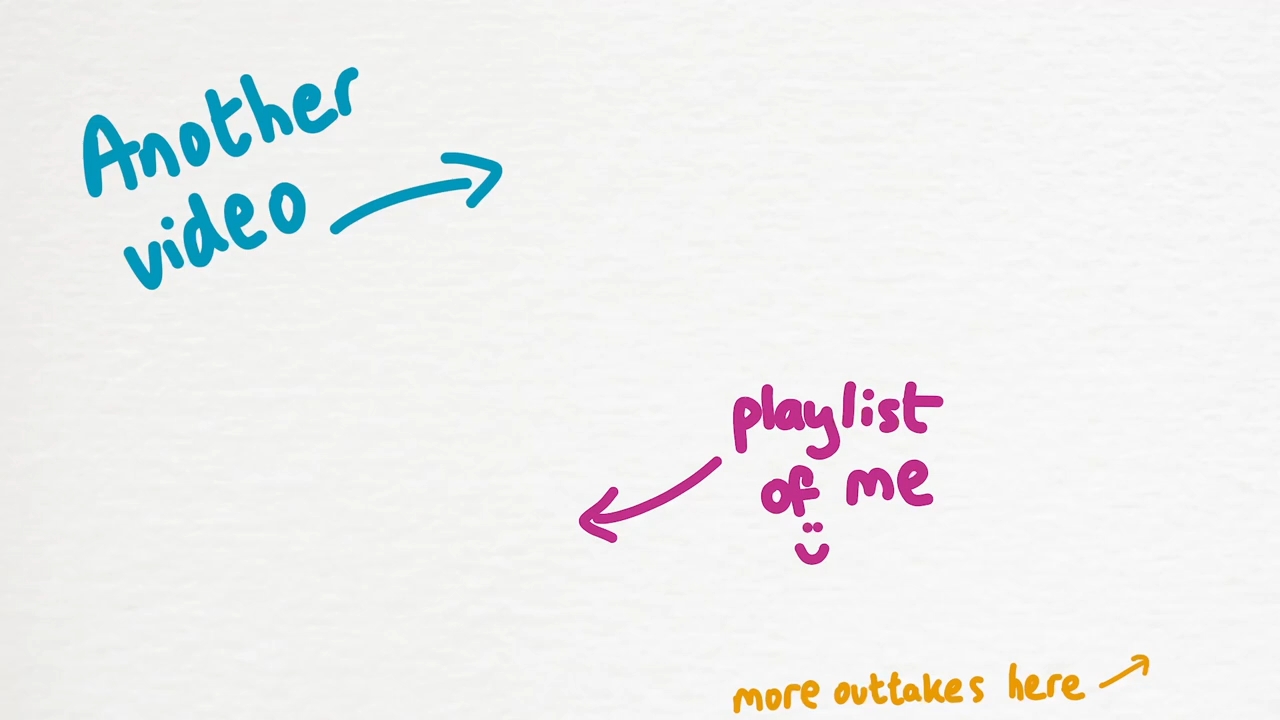 Another
video
playlist
of me
more outtakes here